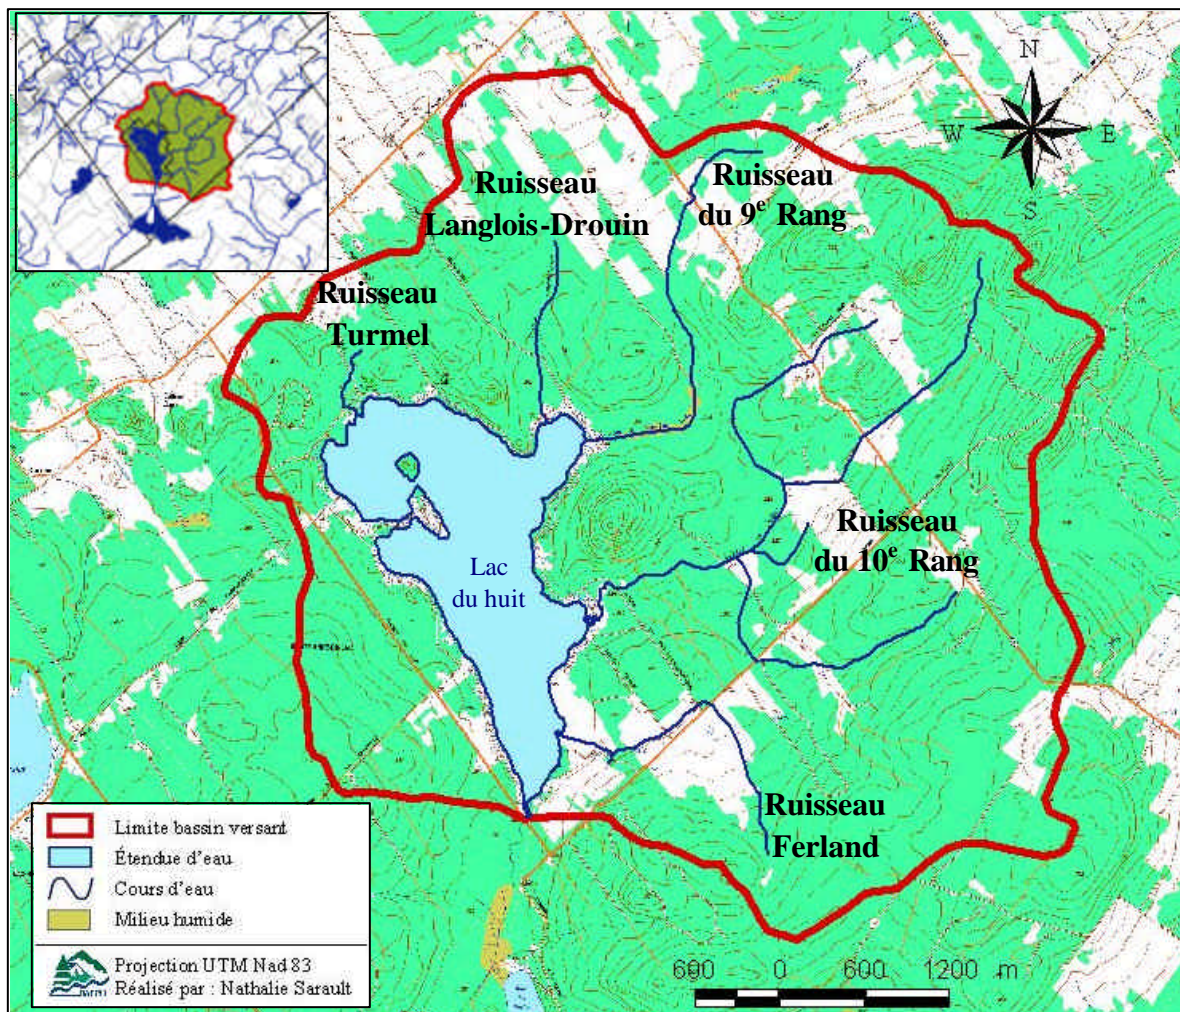 N
W
E
S
Ruisseau
Langlois-Drouin
Ruisseau
du 9e Rang
Ruisseau
Turmel
Ruisseau
du 10e Rang
Lac
du huit
Ruisseau
Ferland
Limite bassin versant
Étendue d'eau
Cours d'eau
Milieu humide
Projection UTM Nad 83
Réalisé par : Nathalie Sarault
600 0 600 1200 m